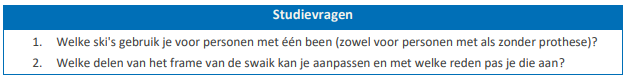 Studievragen
1. Welke ski's gebruik je voor personen met één been (zowel voor personen met als zonder prothese)?
2. Welke delen van het frame van de swaik kan je aanpassen en met welke reden pas je die aan?